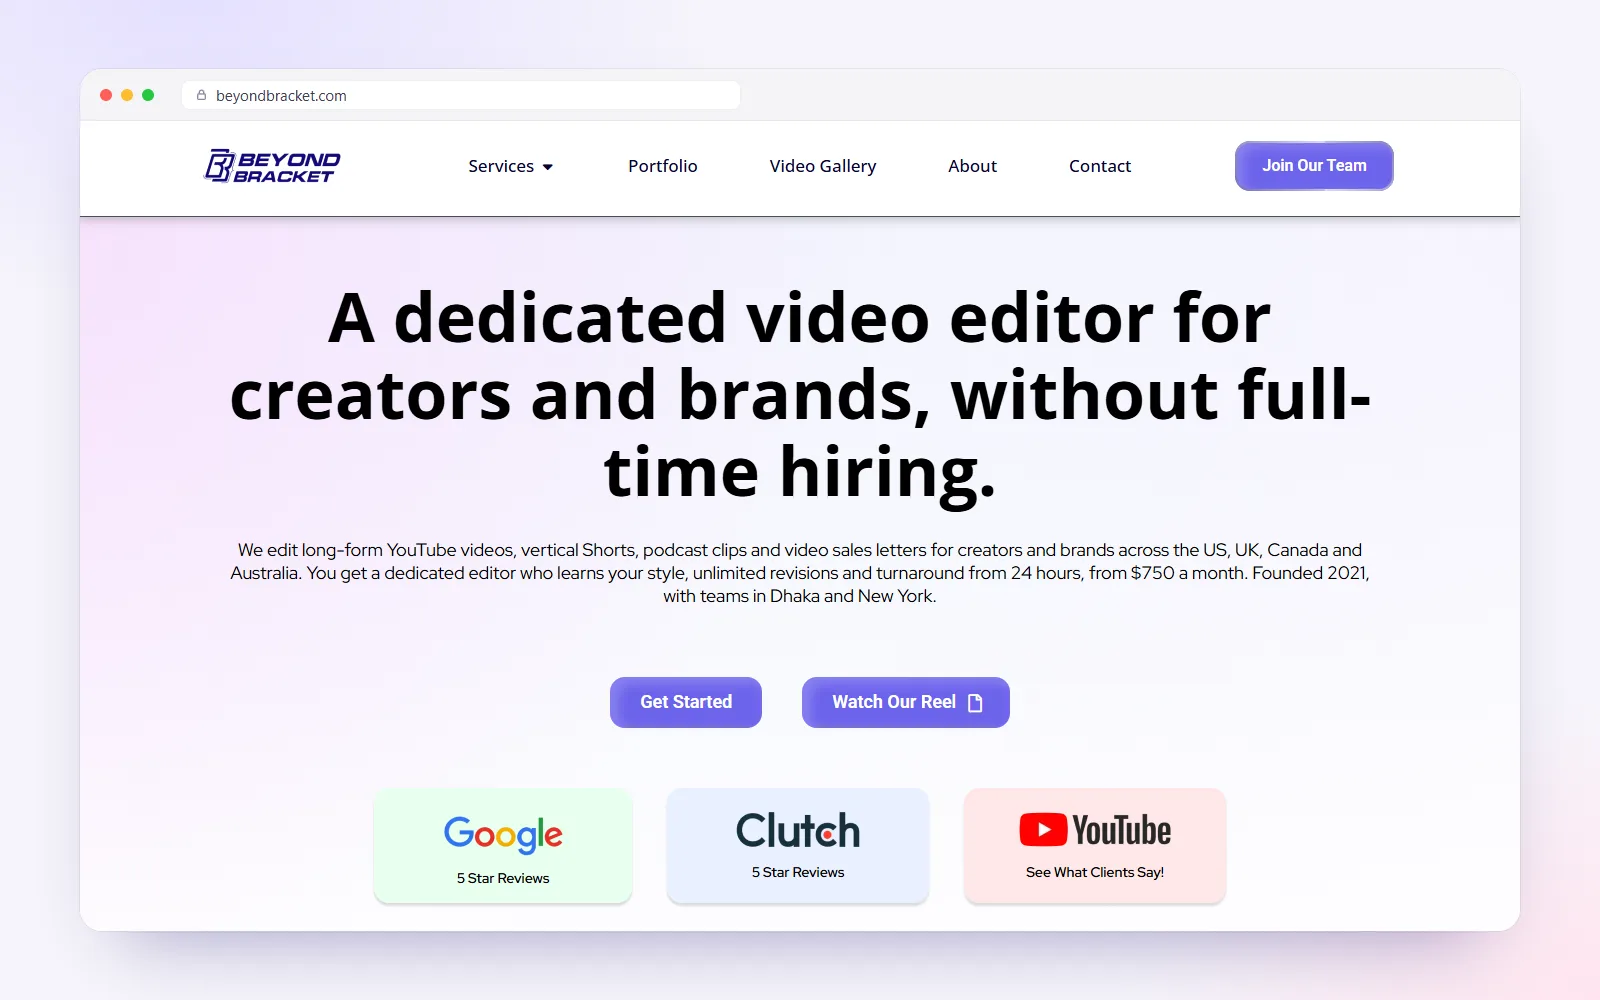 beyondbracket.com
BEYOND
BRACKET
Services
Portfolio
Video Gallery
About
Contact
Join Our Team
A dedicated video editor for
creators and brands, without full-
time hiring.
We edit long-form YouTube videos, vertical Shorts, podcast clips and video sales letters for creators and brands across the US, UK, Canada and
Australia. You get a dedicated editor who learns your style, unlimited revisions and turnaround from 24 hours, from $750 a month. Founded 2021,
with teams in Dhaka and New York.
Get Started
Watch Our Reel
Google
5 Star Reviews
Clutch
5 Star Reviews
YouTube
See What Clients Say!